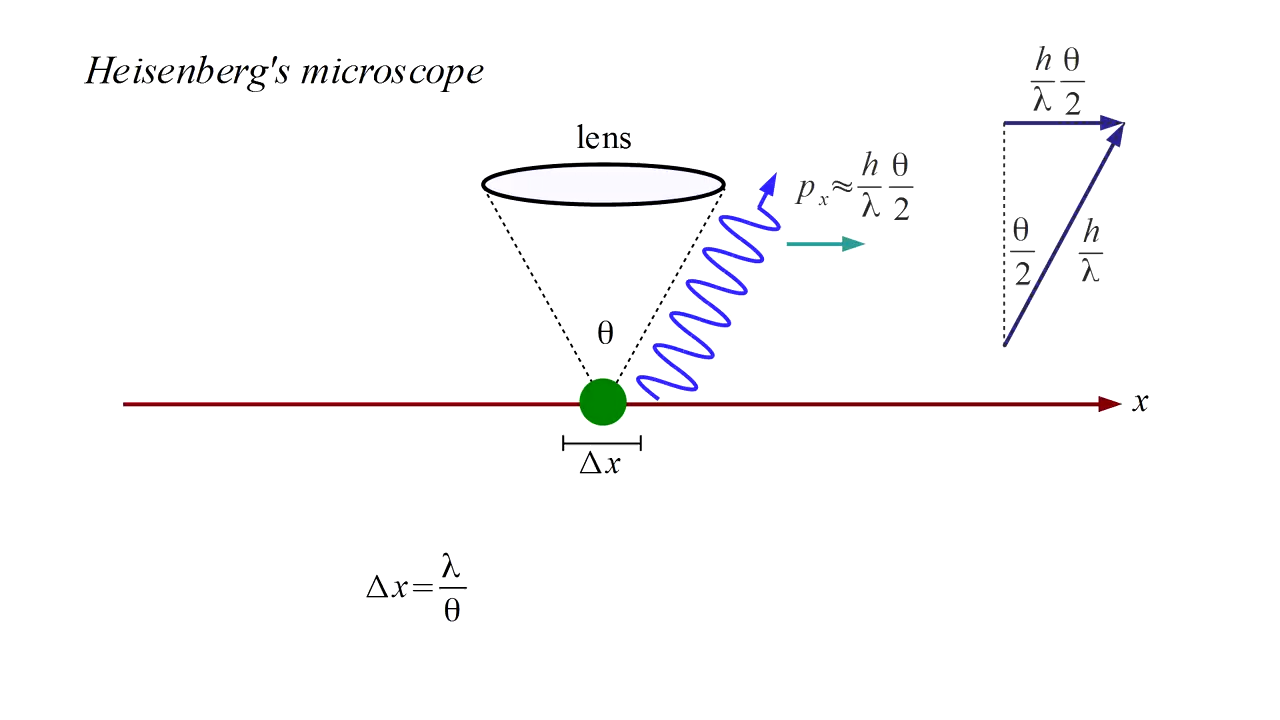 Heisenberg's microscope
lens
θ
Δx
x
p_x ≈ h/λ θ/2
h/λ θ/2
θ/2
h/λ
Δx = λ/θ